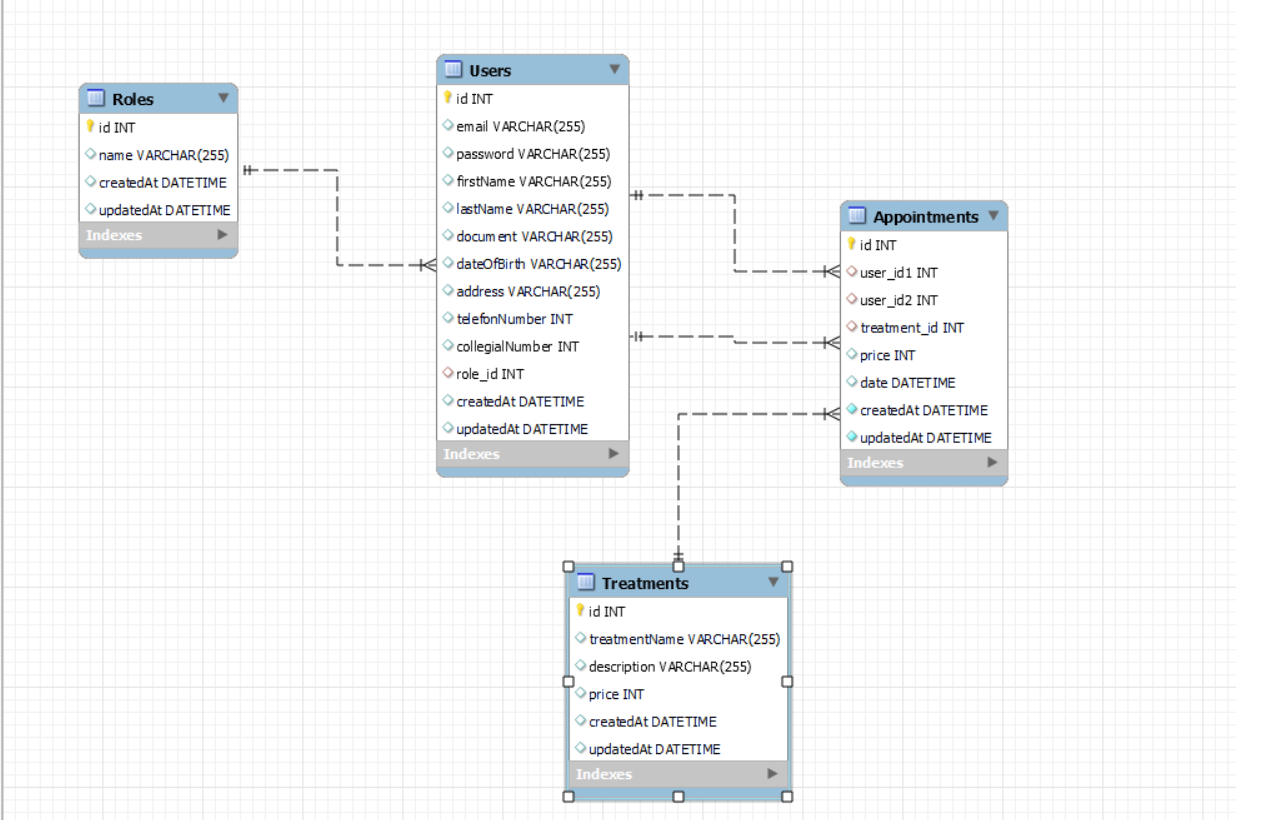 Roles
id INT
name VARCHAR(255)
createdAt DATETIME
updatedAt DATETIME
Indexes
Users
id INT
email VARCHAR(255)
password VARCHAR(255)
firstName VARCHAR(255)
lastName VARCHAR(255)
document VARCHAR(255)
dateOfBirth VARCHAR(255)
address VARCHAR(255)
telefonNumber INT
collegialNumber INT
role_id INT
createdAt DATETIME
updatedAt DATETIME
Indexes
Appointments
id INT
user_id1 INT
user_id2 INT
treatment_id INT
price INT
date DATETIME
createdAt DATETIME
updatedAt DATETIME
Indexes
Treatments
id INT
treatmentName VARCHAR(255)
description VARCHAR(255)
price INT
createdAt DATETIME
updatedAt DATETIME
Indexes